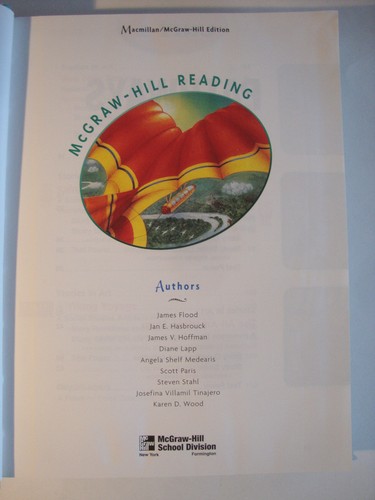 Macmillan/McGraw-Hill Edition
McGRAW-HILL READING
Authors
James Flood
Jan E. Hasbrouck
James V. Hoffman
Diane Lapp
Angela Shelf Medearis
Scott Paris
Steven Stahl
Josefina Villamil Tinajero
Karen D. Wood
McGraw-Hill
School Division
New York Farmington